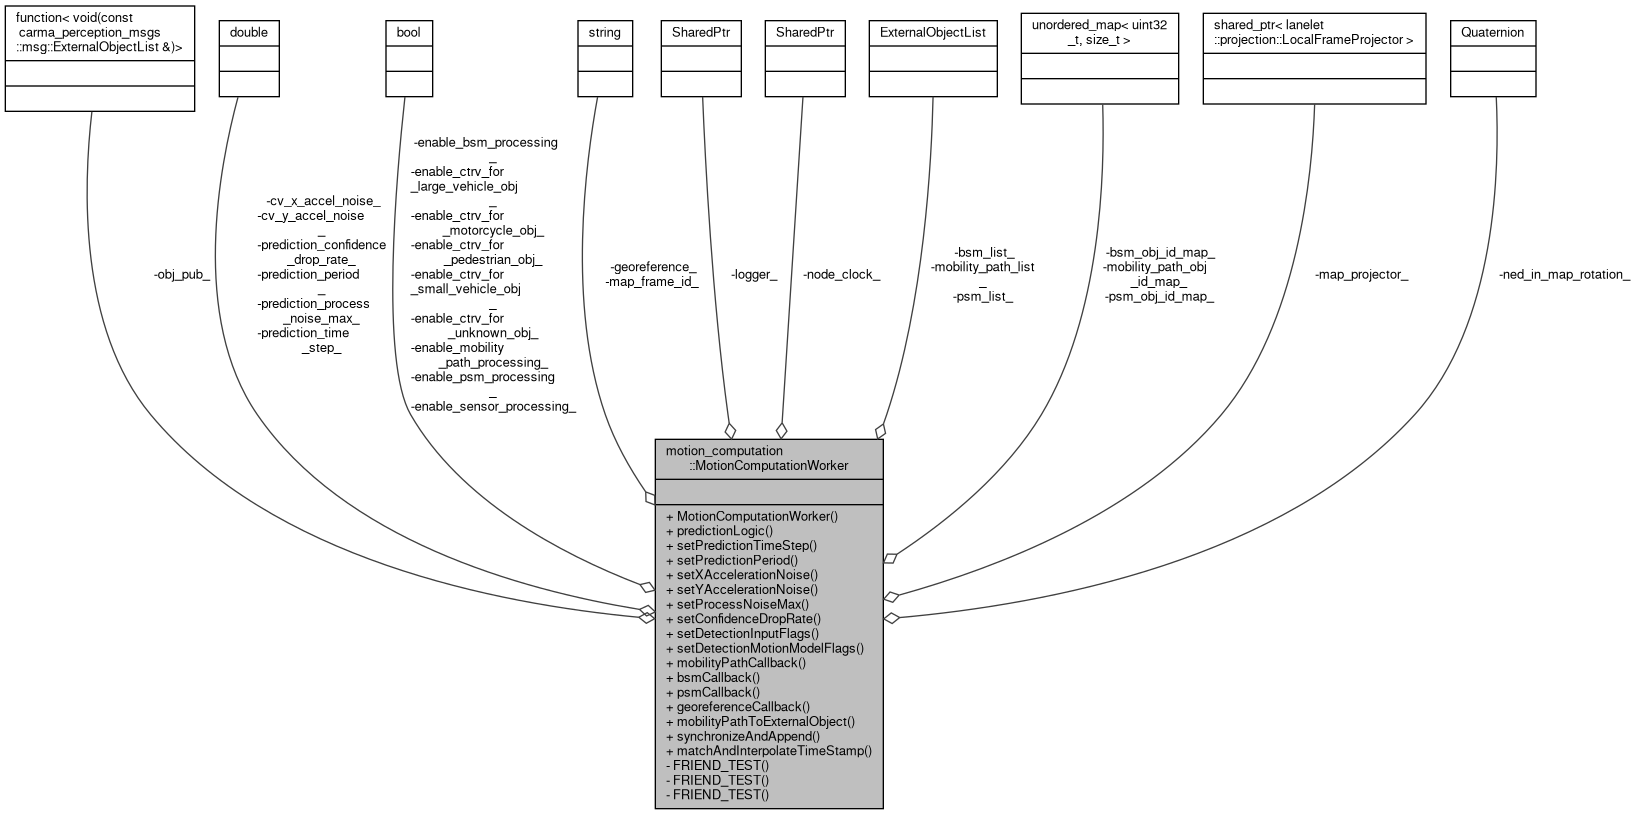 function< void(const
carma_perception_msgs
::msg::ExternalObjectList &)>
double
bool
string
SharedPtr
SharedPtr
ExternalObjectList
unordered_map< uint32
_t, size_t >
shared_ptr< lanelet
::projection::LocalFrameProjector >
Quaternion
-obj_pub_
-cv_x_accel_noise_
-cv_y_accel_noise
_
-prediction_confidence
_drop_rate_
-prediction_period
_
-prediction_process
_noise_max_
-prediction_time
_step_
-enable_bsm_processing
_
-enable_ctrv_for
_large_vehicle_obj
_
-enable_ctrv_for
_motorcycle_obj_
-enable_ctrv_for
_pedestrian_obj_
-enable_ctrv_for
_small_vehicle_obj
_
-enable_ctrv_for
_unknown_obj_
-enable_mobility
_path_processing_
-enable_psm_processing
_
-enable_sensor_processing_
-georeference_
-map_frame_id_
-logger_
-node_clock_
-bsm_list_
-mobility_path_list
_
-psm_list_
-bsm_obj_id_map_
-mobility_path_obj
_id_map_
-psm_obj_id_map_
-map_projector_
-ned_in_map_rotation_
motion_computation
::MotionComputationWorker
+ MotionComputationWorker()
+ predictionLogic()
+ setPredictionTimeStep()
+ setPredictionPeriod()
+ setXAccelerationNoise()
+ setYAccelerationNoise()
+ setProcessNoiseMax()
+ setConfidenceDropRate()
+ setDetectionInputFlags()
+ setDetectionMotionModelFlags()
+ mobilityPathCallback()
+ bsmCallback()
+ psmCallback()
+ georeferenceCallback()
+ mobilityPathToExternalObject()
+ synchronizeAndAppend()
+ matchAndInterpolateTimeStamp()
- FRIEND_TEST()
- FRIEND_TEST()
- FRIEND_TEST()